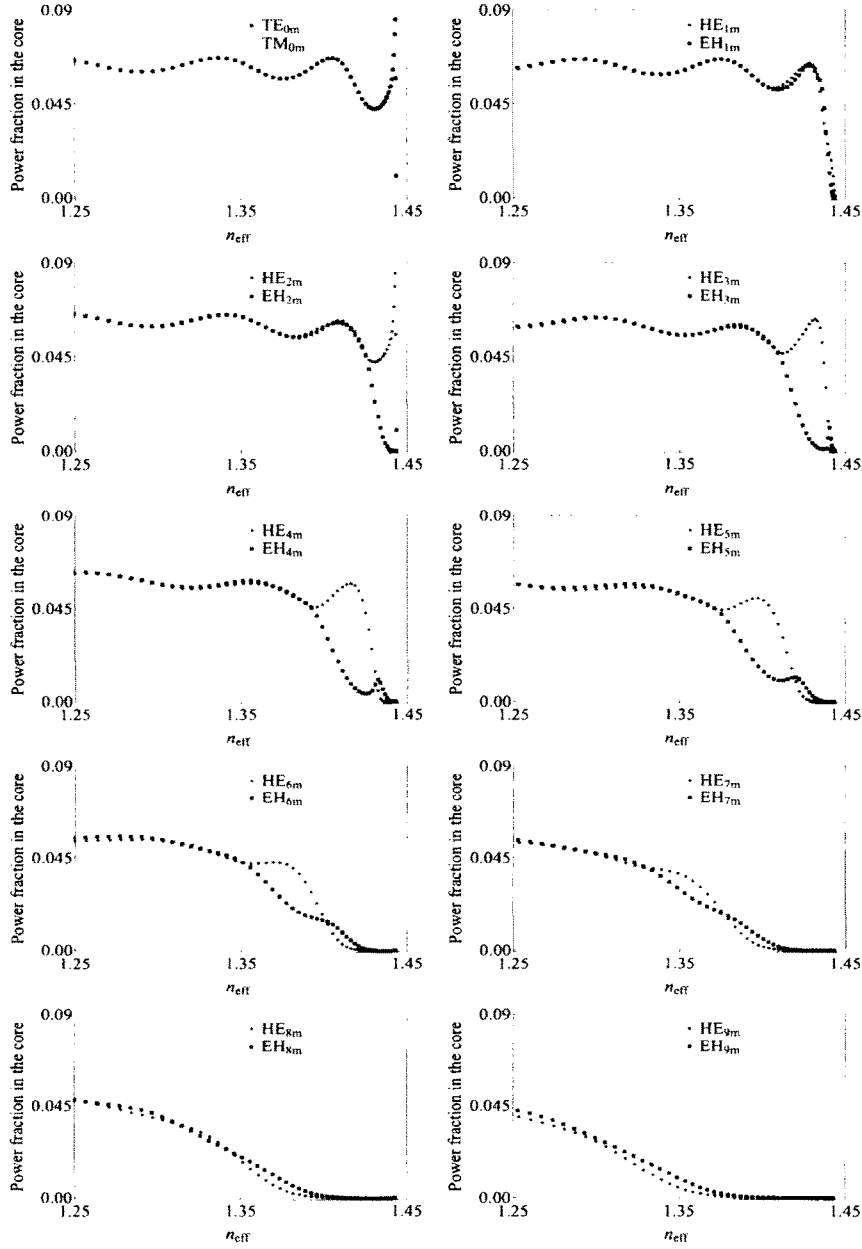 0.09
TE0m
TM0m
Power fraction in the core
0.045
0.00
1.25
1.35
1.45
neff
HE1m
EH1m
Power fraction in the core
0.09
0.045
0.00
1.25
1.35
1.45
neff
0.09
HE2m
EH2m
Power fraction in the core
0.045
0.00
1.25
1.35
1.45
neff
0.09
HE3m
EH3m
Power fraction in the core
0.045
0.00
1.25
1.35
1.45
neff
0.09
HE4m
EH4m
Power fraction in the core
0.045
0.00
1.25
1.35
1.45
neff
0.09
HE5m
EH5m
Power fraction in the core
0.045
0.00
1.25
1.35
1.45
neff
0.09
HE6m
EH6m
Power fraction in the core
0.045
0.00
1.25
1.35
1.45
neff
0.09
HE7m
EH7m
Power fraction in the core
0.045
0.00
1.25
1.35
1.45
neff
0.09
HE8m
EH8m
Power fraction in the core
0.045
0.00
1.25
1.35
1.45
neff
0.09
HE9m
EH9m
Power fraction in the core
0.045
0.00
1.25
1.35
1.45
neff